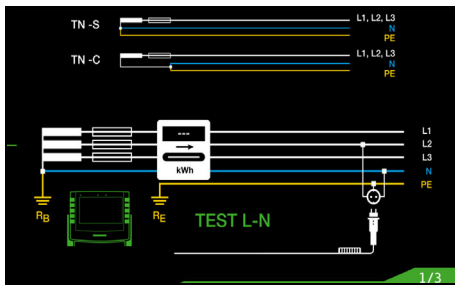 TN -S
L1, L2, L3
N
PE
TN -C
L1, L2, L3
N
PE
L1
L2
L3
N
PE
---
kWh
RB
RE
TEST L-N
1/3